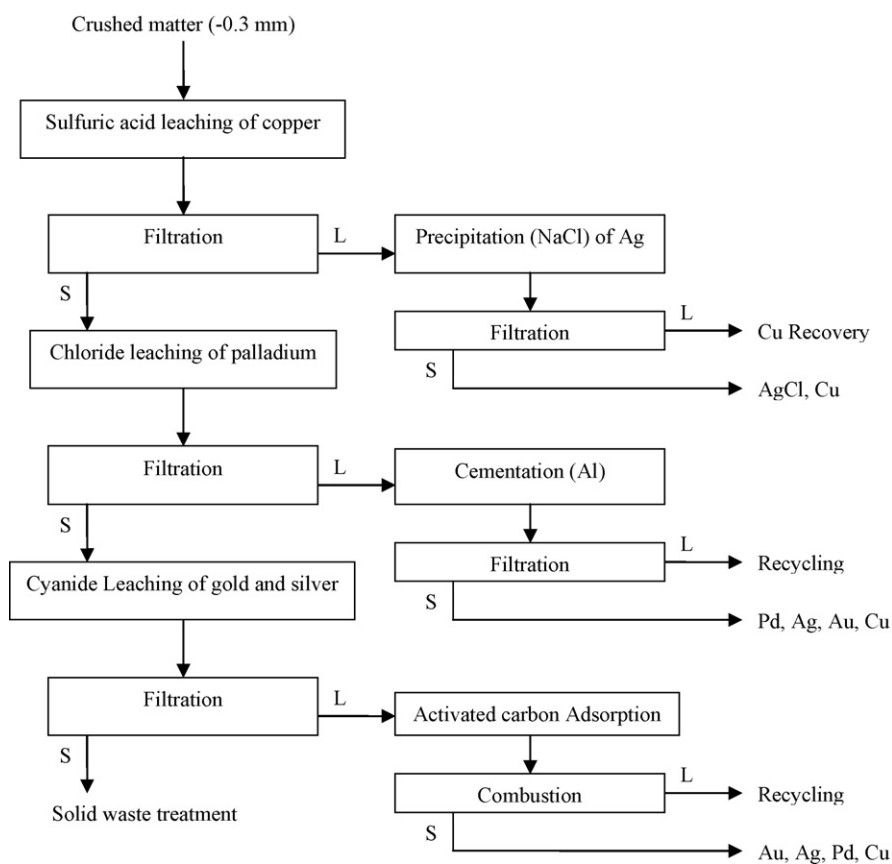 Crushed matter (-0.3 mm)
Sulfuric acid leaching of copper
Filtration
L
Precipitation (NaCl) of Ag
S
Filtration
L
Cu Recovery
S
AgCl, Cu
Chloride leaching of palladium
Filtration
L
Cementation (Al)
S
Filtration
L
Recycling
S
Pd, Ag, Au, Cu
Cyanide Leaching of gold and silver
Filtration
L
Activated carbon Adsorption
S
Solid waste treatment
Combustion
L
Recycling
S
Au, Ag, Pd, Cu